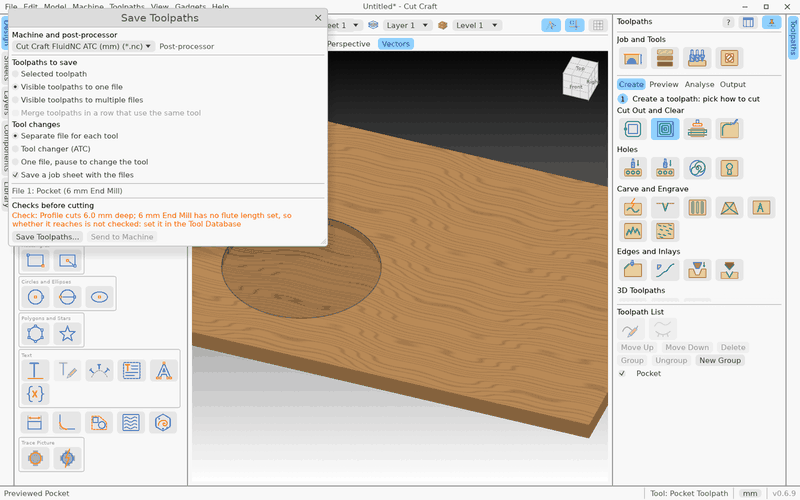 File Edit Model Machine Toolpaths View Gadgets Help
Untitled* - Cut Craft
Save Toolpaths
Machine and post-processor
Cut Craft FluidNC ATC (mm) (*.nc)
Post-processor
Toolpaths to save
Selected toolpath
Visible toolpaths to one file
Visible toolpaths to multiple files
Merge toolpaths in a row that use the same tool
Tool changes
Separate file for each tool
Tool changer (ATC)
One file, pause to change the tool
Save a job sheet with the files
File 1: Pocket (6 mm End Mill)
Checks before cutting
Check: Profile cuts 6.0 mm deep; 6 mm End Mill has no flute length set, so
whether it reaches is not checked: set it in the Tool Database
Save Toolpaths...
Send to Machine
Circles and Ellipses
Polygons and Stars
Text
Trace Picture
Layer 1
Level 1
Perspective
Vectors
Top
Front
Right
Toolpaths
?
Job and Tools
Create
Preview
Analyse
Output
1 Create a toolpath: pick how to cut
Cut Out and Clear
Holes
Carve and Engrave
Edges and Inlays
3D Toolpaths
Toolpath List
Move Up
Move Down
Delete
Group
Ungroup
New Group
Pocket
Toolpaths
Previewed Pocket
Tool: Pocket Toolpath
mm
v0.6.9